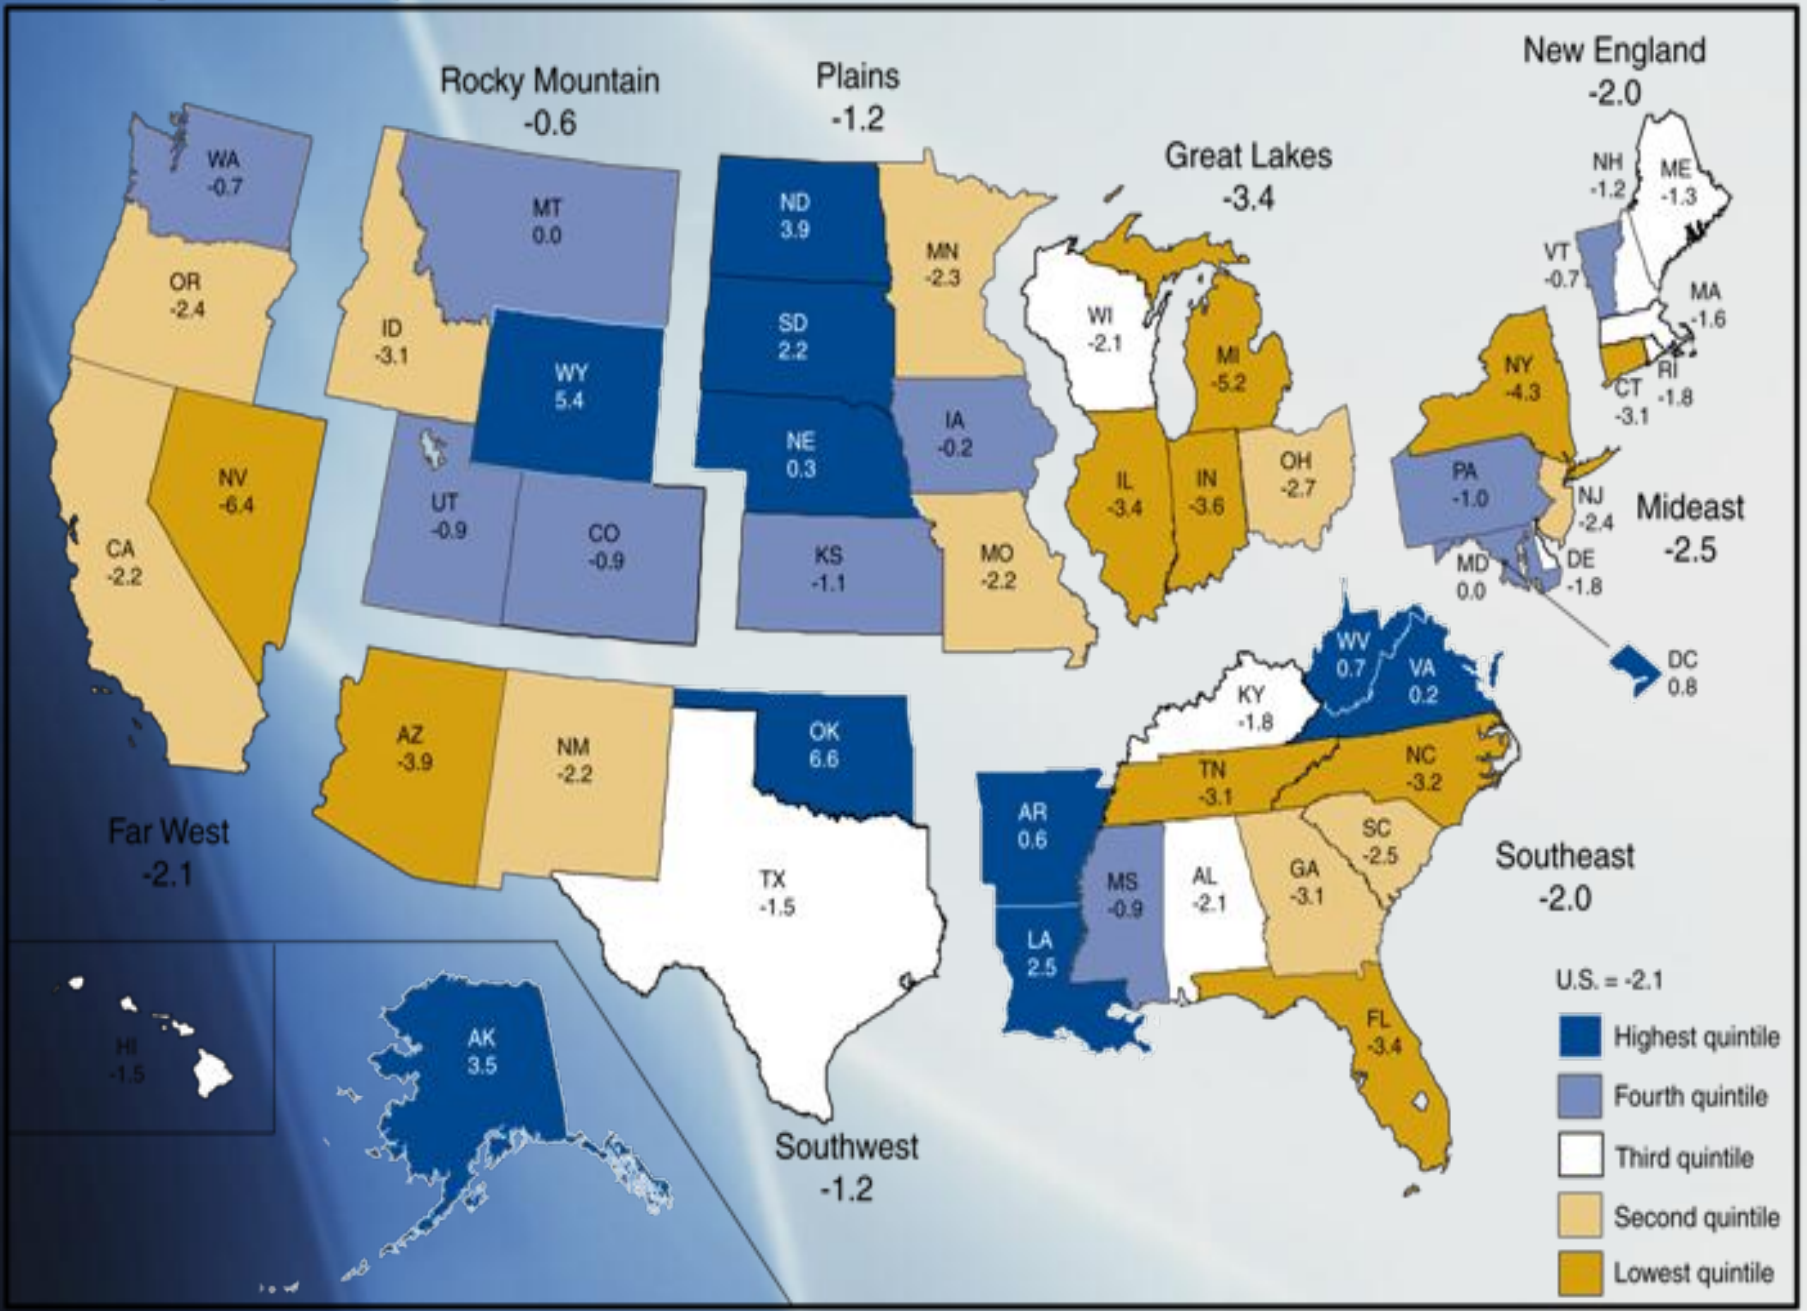 Rocky Mountain
-0.6
Plains
-1.2
Great Lakes
-3.4
New England
-2.0
WA
-0.7
OR
-2.4
CA
-2.2
NV
-6.4
ID
-3.1
MT
0.0
WY
5.4
UT
-0.9
CO
-0.9
ND
3.9
SD
2.2
NE
0.3
KS
-1.1
MN
-2.3
IA
-0.2
MO
-2.2
WI
-2.1
MI
-5.2
IL
-3.4
IN
-3.6
OH
-2.7
NH
-1.2
ME
-1.3
VT
-0.7
MA
-1.6
RI
-1.8
CT
-3.1
NY
-4.3
PA
-1.0
NJ
-2.4
Mideast
-2.5
MD
0.0
DE
-1.8
DC
0.8
WV
0.7
VA
0.2
KY
-1.8
TN
-3.1
NC
-3.2
AR
0.6
SC
-2.5
MS
-0.9
AL
-2.1
GA
-3.1
LA
2.5
FL
-3.4
Southeast
-2.0
AZ
-3.9
NM
-2.2
OK
6.6
TX
-1.5
Far West
-2.1
HI
-1.5
AK
3.5
Southwest
-1.2
U.S. = -2.1
Highest quintile
Fourth quintile
Third quintile
Second quintile
Lowest quintile